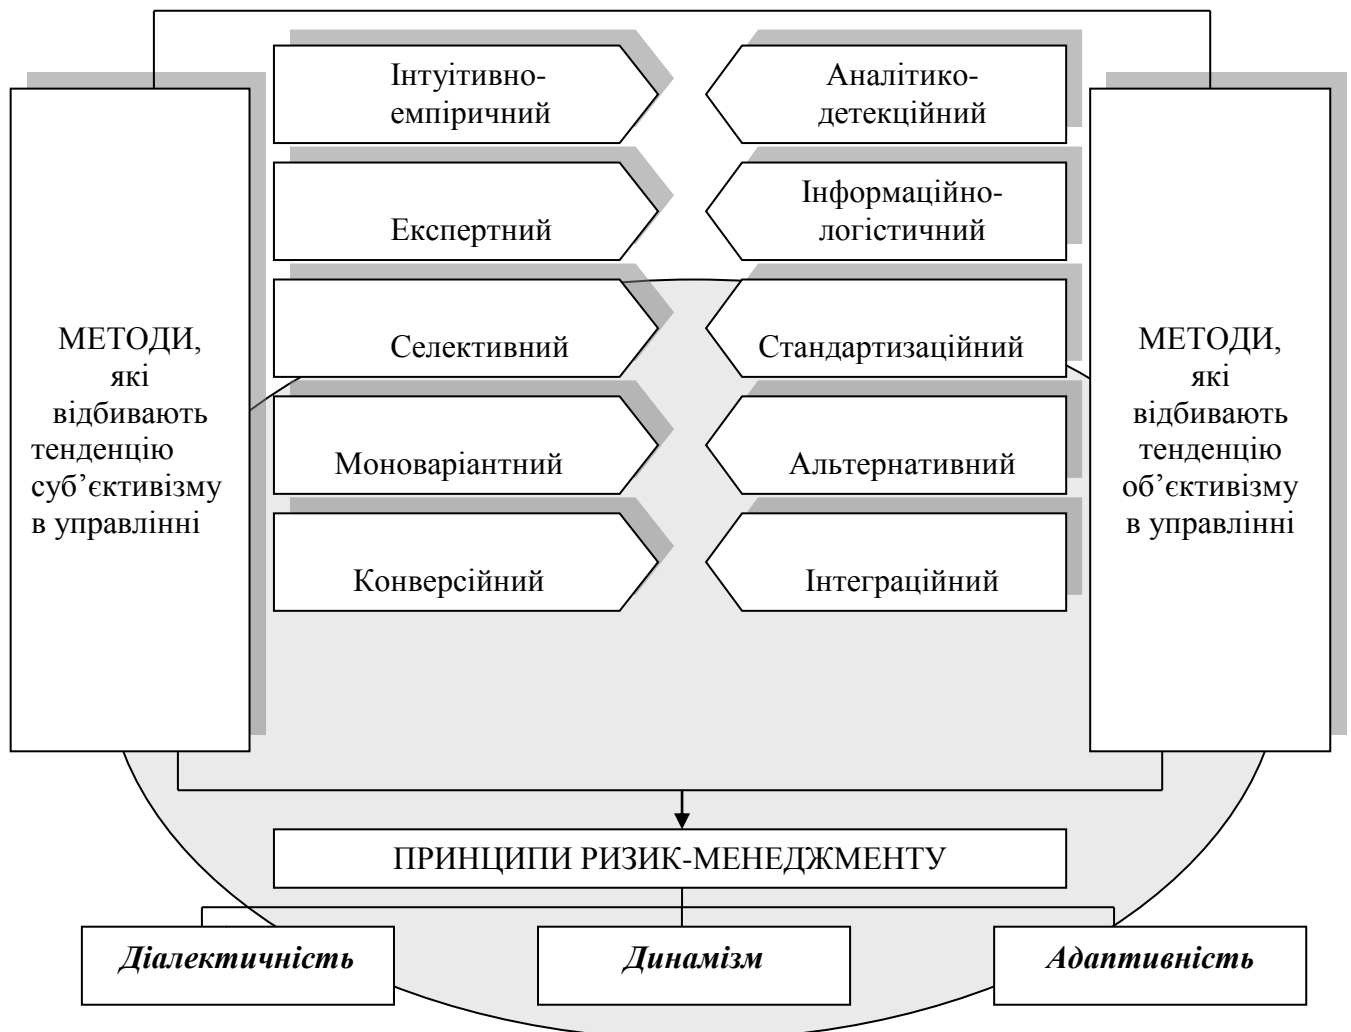 МЕТОДИ,
які
відбивають
тенденцію
суб’єктивізму
в управлінні
Інтуітивно-
емпіричний
Експертний
Селективний
Моноваріантний
Конверсійний
Аналітико-
детекційний
Інформаційно-
логістичний
Стандартизаційний
Альтернативний
Інтеграційний
МЕТОДИ,
які
відбивають
тенденцію
об’єктивізму
в управлінні
ПРИНЦИПИ РИЗИК-МЕНЕДЖМЕНТУ
Діалектичність
Динамізм
Адаптивність